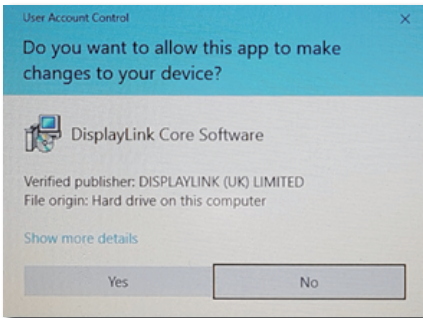 User Account Control
Do you want to allow this app to make
changes to your device?
DisplayLink Core Software
Verified publisher: DISPLAYLINK (UK) LIMITED
File origin: Hard drive on this computer
Show more details
Yes
No